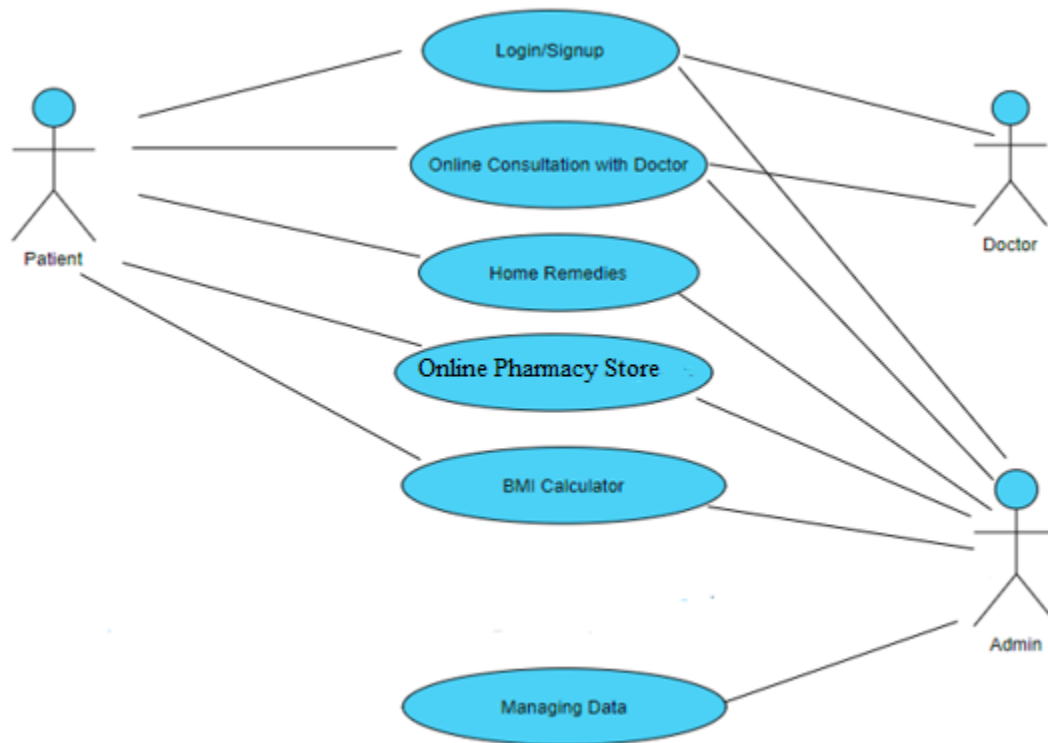 Login/Signup
Online Consultation with Doctor
Patient
Doctor
Home Remedies
Online Pharmacy Store
BMI Calculator
Admin
Managing Data